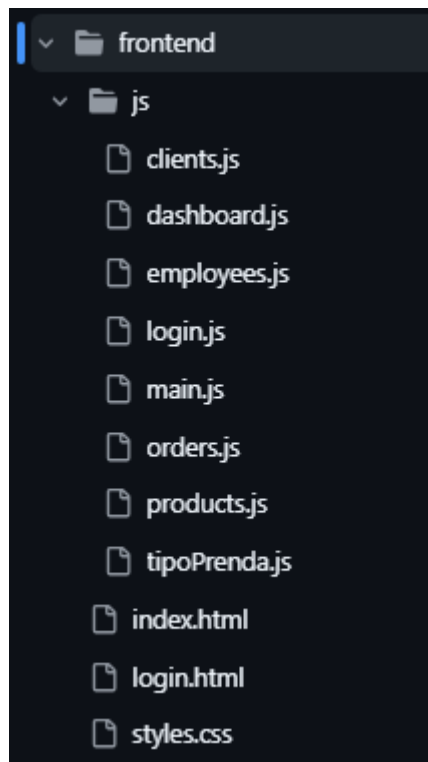 frontend
js
clients.js
dashboard.js
employees.js
login.js
main.js
orders.js
products.js
tipoPrenda.js
index.html
login.html
styles.css